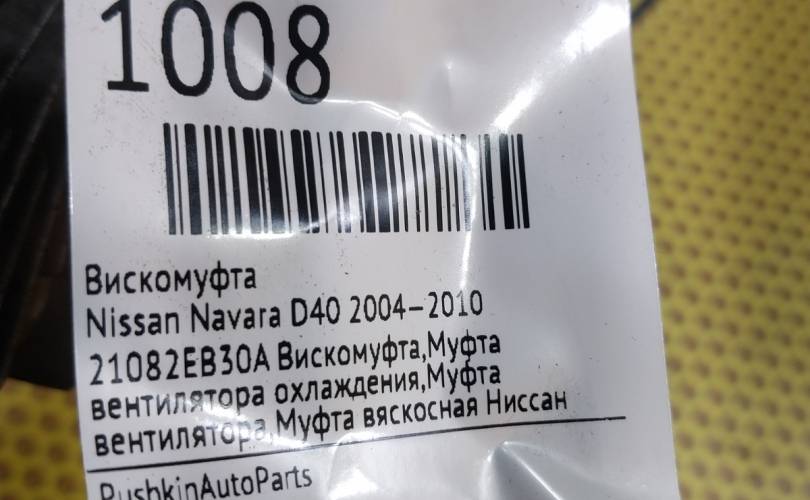 1008
Вискомуфта
Nissan Navara D40 2004-2010
21082EB30A Вискомуфта,Муфта
вентилятора охлаждения,Муфта
вентилятора,Муфта вяскосная Ниссан
PushkinAutoParts